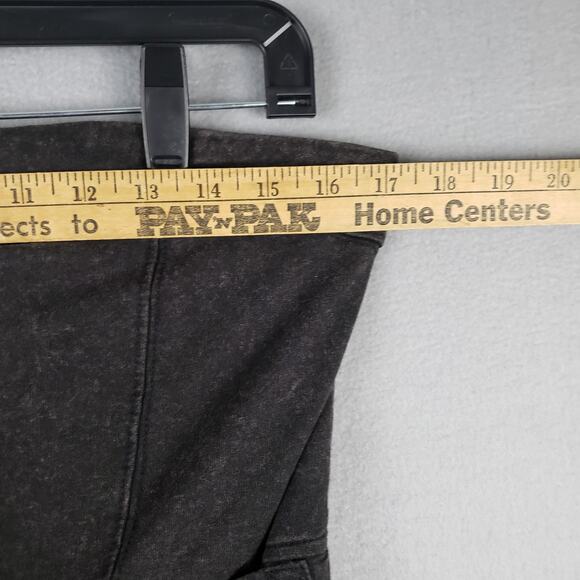 11 12 13 14 15 16 17 18 19 20
ects to PAY'N PAK Home Centers